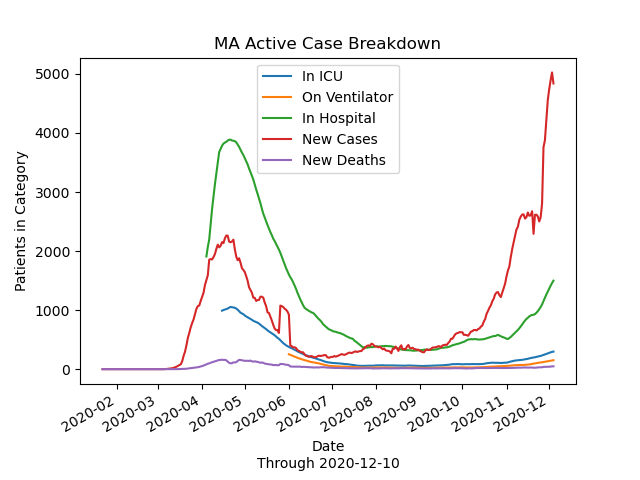 MA Active Case Breakdown
In ICU
On Ventilator
In Hospital
New Cases
New Deaths
Patients in Category
5000
4000
3000
2000
1000
0
2020-02
2020-03
2020-04
2020-05
2020-06
2020-07
2020-08
2020-09
2020-10
2020-11
2020-12
Date
Through 2020-12-10